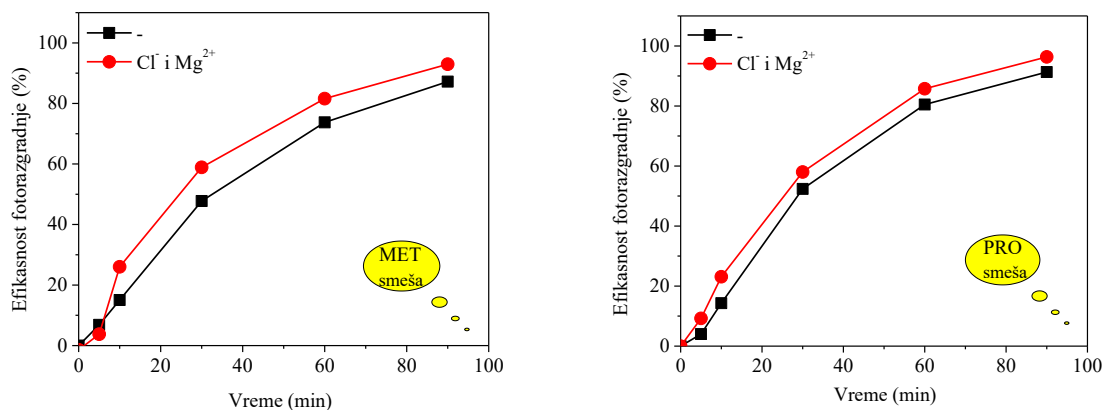 100
80
60
40
20
0
Efikasnost fotorazgradnje (%)
-
Cl⁻ i Mg²⁺
MET
smeša
0 20 40 60 80 100
Vreme (min)
100
80
60
40
20
0
Efikasnost fotorazgradnje (%)
-
Cl⁻ i Mg²⁺
PRO
smeša
0 20 40 60 80 100
Vreme (min)